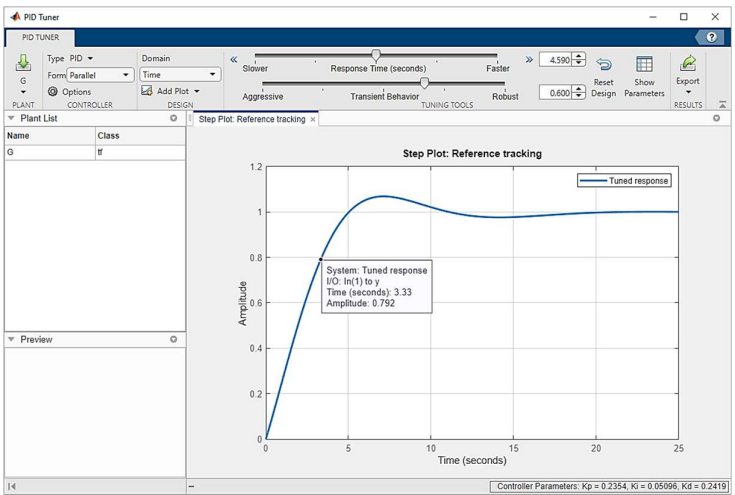 PID Tuner
PID TUNER
?
G
PLANT
Type PID
Form Parallel
Options
CONTROLLER
Domain
Time
Add Plot
DESIGN
Slower
Response Time (seconds)
Faster
4.590
Aggressive
Transient Behavior
Robust
0.600
TUNING TOOLS
Reset
Design
Show
Parameters
Export
RESULTS
Plant List
Name Class
G tf
Preview
Step Plot: Reference tracking ×
Step Plot: Reference tracking
Tuned response
1.2
1
0.8
0.6
0.4
0.2
0
Amplitude
System: Tuned response
I/O: In(1) to y
Time (seconds): 3.33
Amplitude: 0.792
0 5 10 15 20 25
Time (seconds)
Controller Parameters: Kp = 0.2354, Ki = 0.05096, Kd = 0.2419